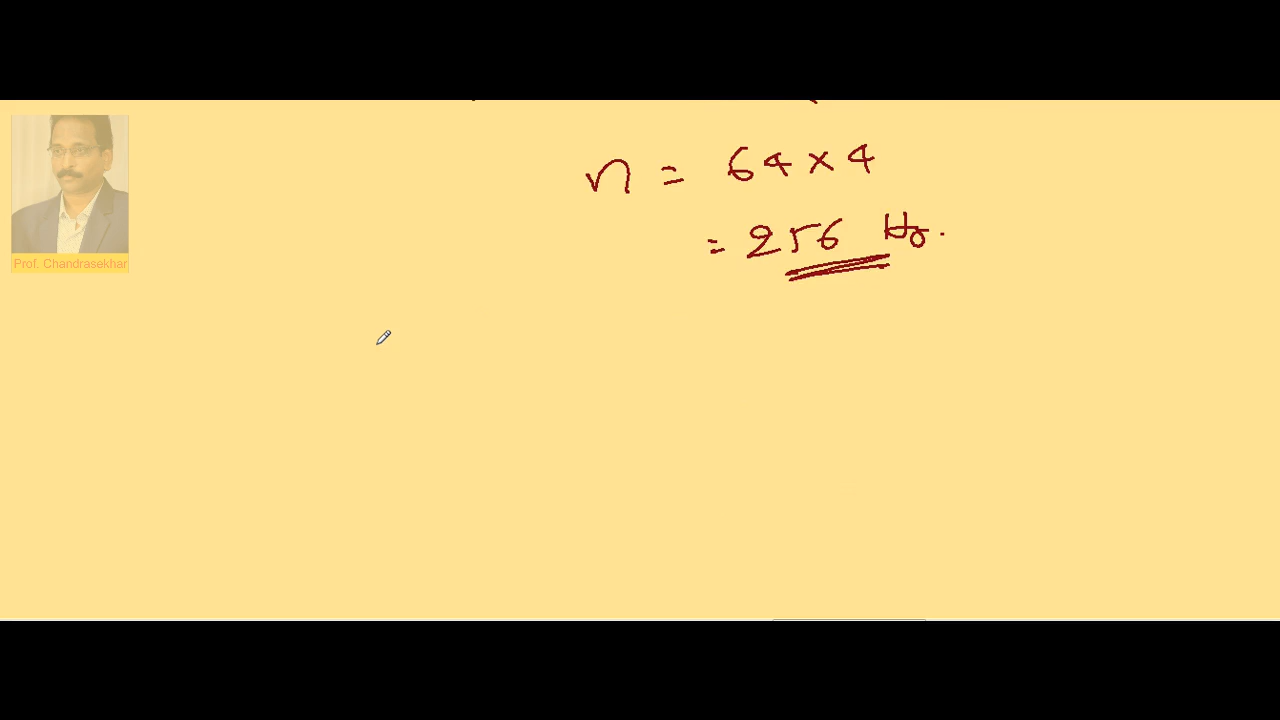 n = 64 x 4
= 256 Hz.
Prof. Chandrasekhar